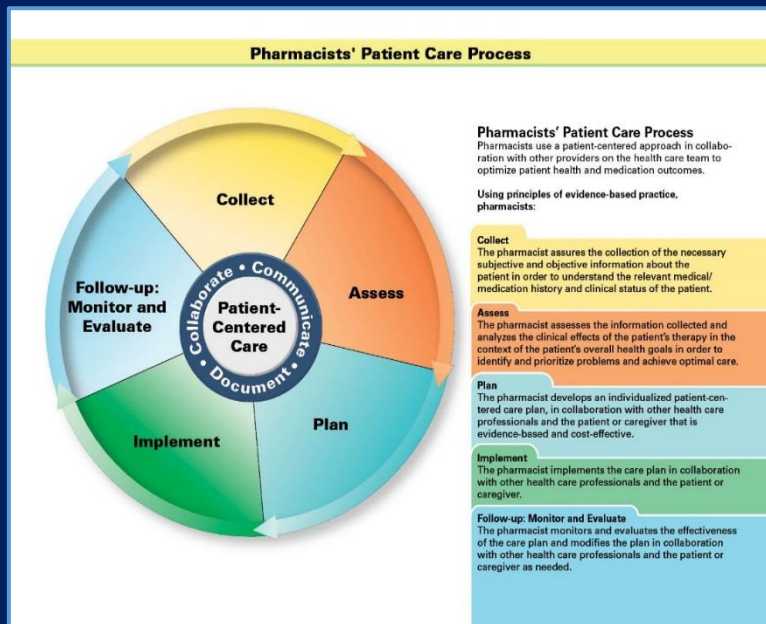 Pharmacists' Patient Care Process
Collect
Assess
Plan
Implement
Follow-up:
Monitor and
Evaluate
• Collaborate • Communicate • Document
Patient-
Centered
Care
Pharmacists' Patient Care Process
Pharmacists use a patient-centered approach in collabo-
ration with other providers on the health care team to
optimize patient health and medication outcomes.
Using principles of evidence-based practice,
pharmacists:
Collect
The pharmacist assures the collection of the necessary
subjective and objective information about the
patient in order to understand the relevant medical/
medication history and clinical status of the patient.
Assess
The pharmacist assesses the information collected and
analyzes the clinical effects of the patient's therapy in the
context of the patient's overall health goals in order to
identify and prioritize problems and achieve optimal care.
Plan
The pharmacist develops an individualized patient-cen-
tered care plan, in collaboration with other health care
professionals and the patient or caregiver that is
evidence-based and cost-effective.
Implement
The pharmacist implements the care plan in collaboration
with other health care professionals and the patient or
caregiver.
Follow-up: Monitor and Evaluate
The pharmacist monitors and evaluates the effectiveness
of the care plan and modifies the plan in collaboration
with other health care professionals and the patient or
caregiver as needed.